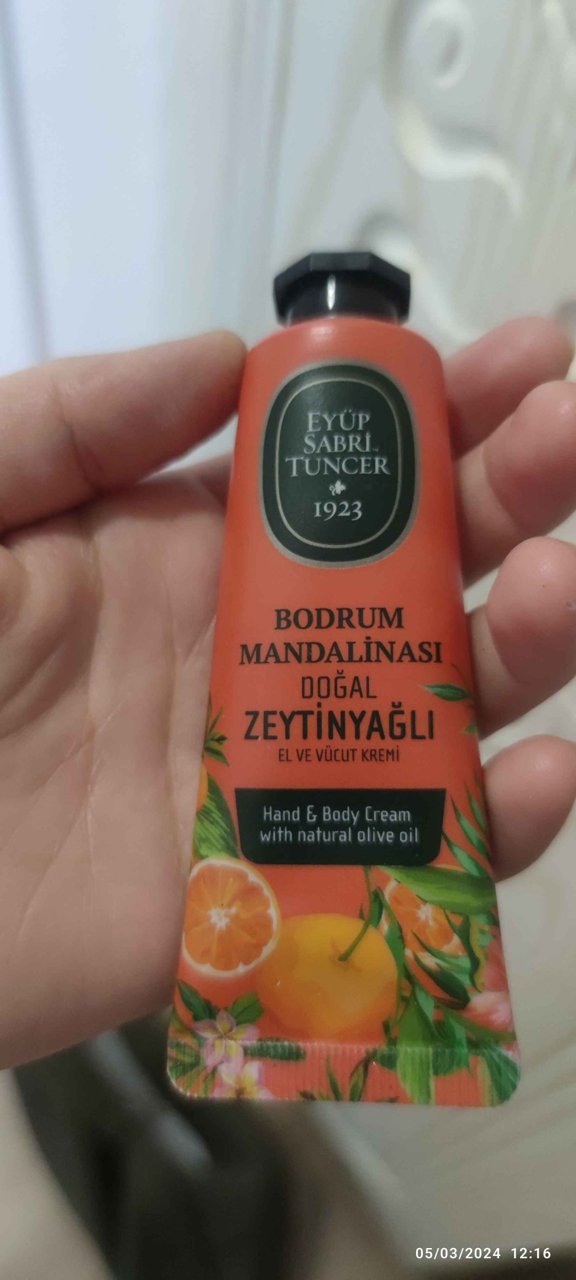 EYÜP
SABRİ
TUNCER
1923
BODRUM
MANDALİNASI
DOĞAL
ZEYTİNYAĞLI
EL VE VÜCUT KREMİ
Hand & Body Cream
with natural olive oil
05/03/2024 12:16